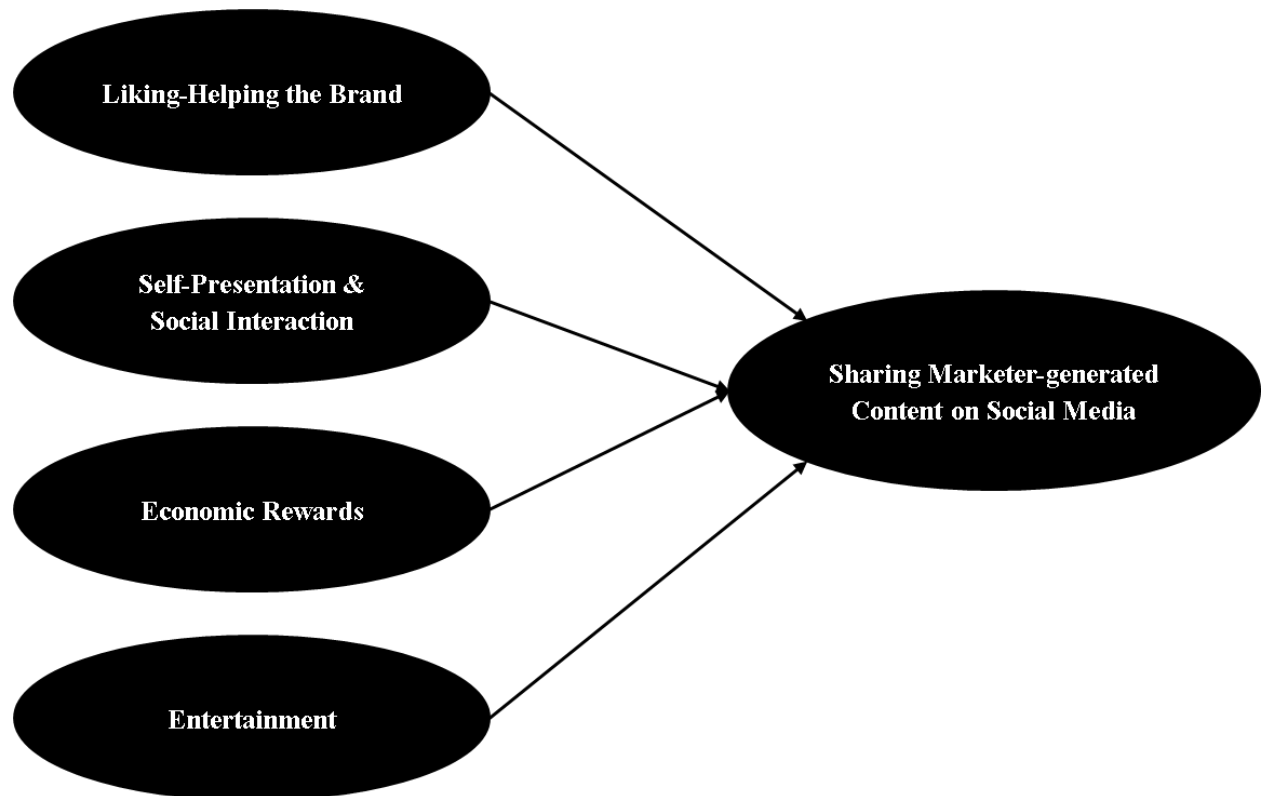 Liking-Helping the Brand
Self-Presentation &
Social Interaction
Economic Rewards
Entertainment
Sharing Marketer-generated
Content on Social Media